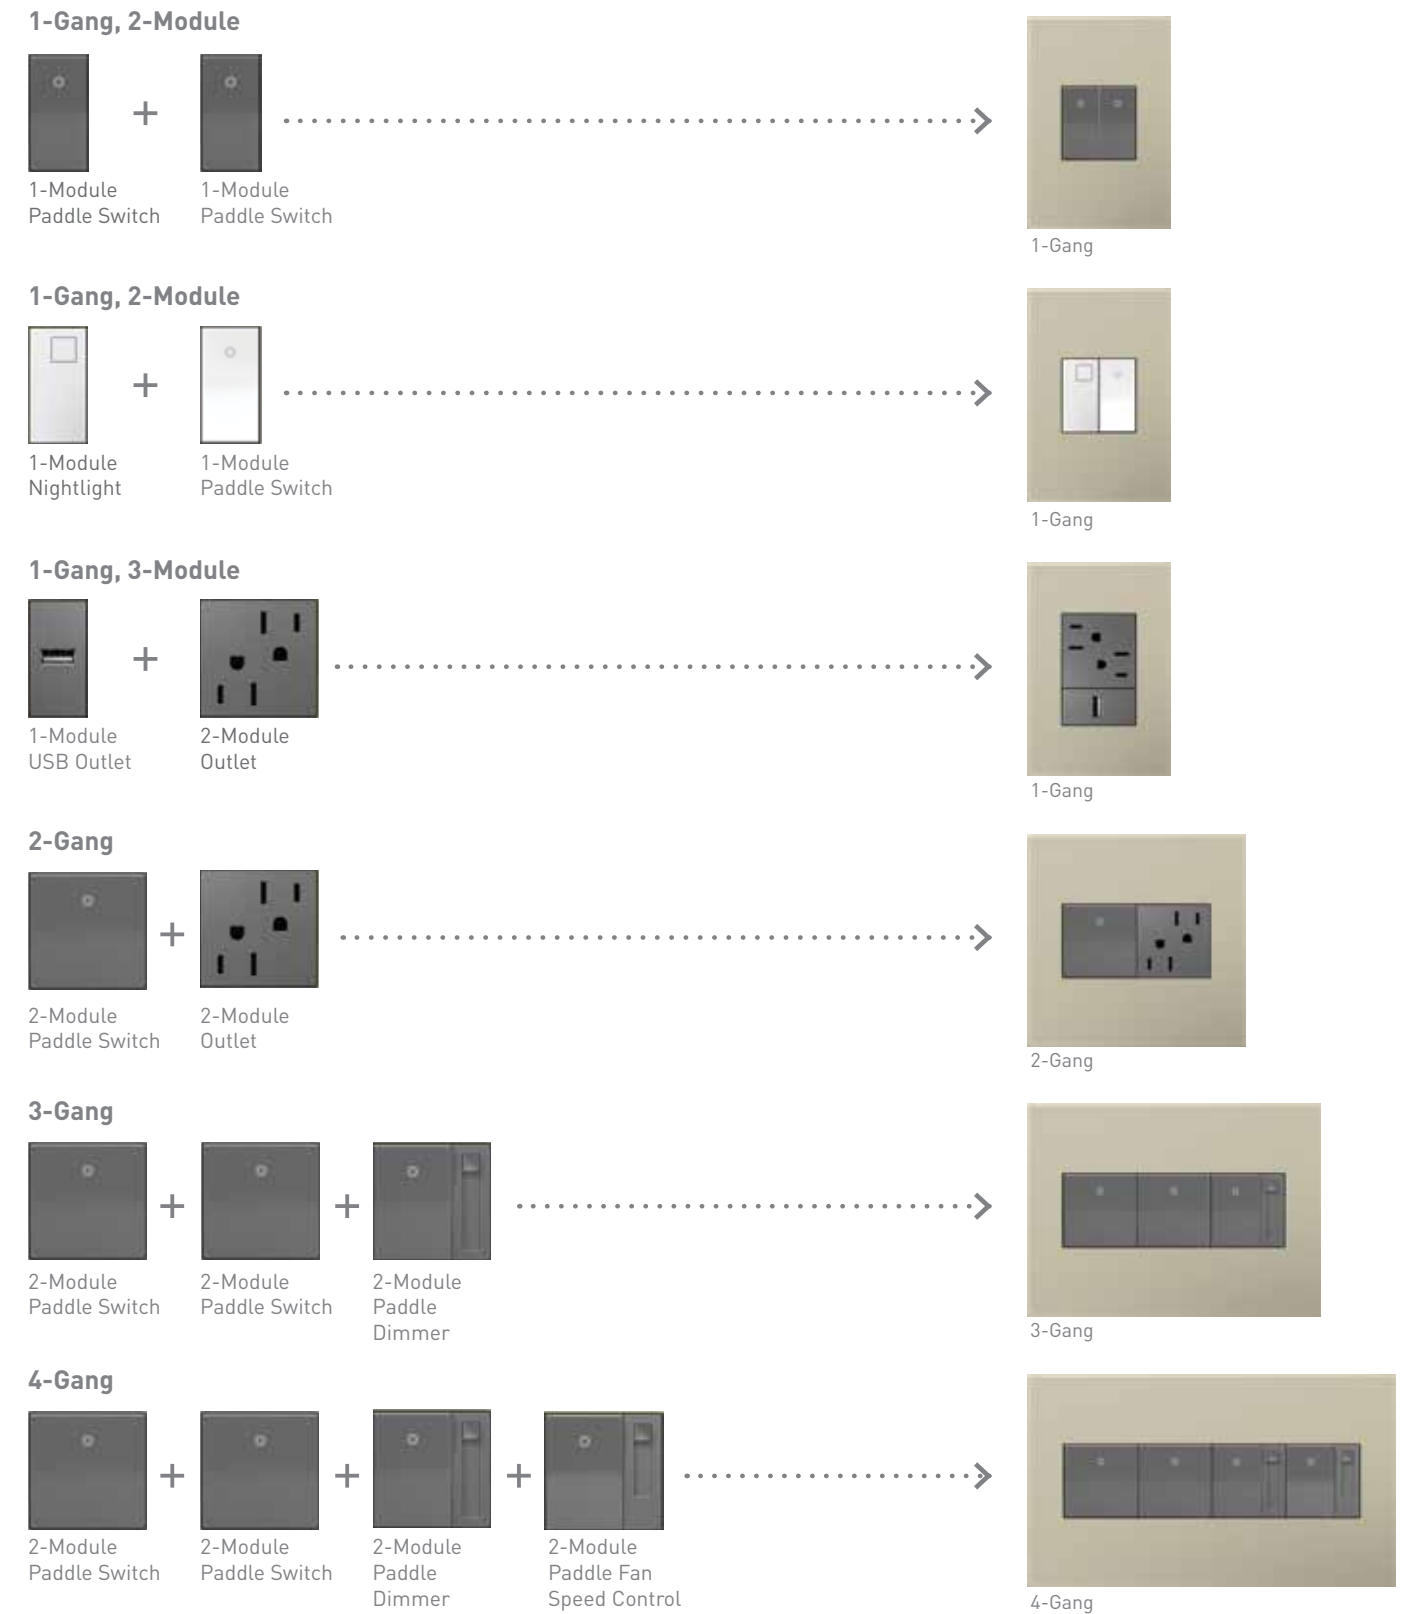 1-Gang, 2-Module
+
1-Module
Paddle Switch
1-Module
Paddle Switch
1-Gang
1-Gang, 2-Module
+
1-Module
Nightlight
1-Module
Paddle Switch
1-Gang
1-Gang, 3-Module
+
1-Module
USB Outlet
2-Module
Outlet
1-Gang
2-Gang
+
2-Module
Paddle Switch
2-Module
Outlet
2-Gang
3-Gang
+ +
2-Module
Paddle Switch
2-Module
Paddle Switch
2-Module
Paddle
Dimmer
3-Gang
4-Gang
+ + +
2-Module
Paddle Switch
2-Module
Paddle Switch
2-Module
Paddle
Dimmer
2-Module
Paddle Fan
Speed Control
4-Gang